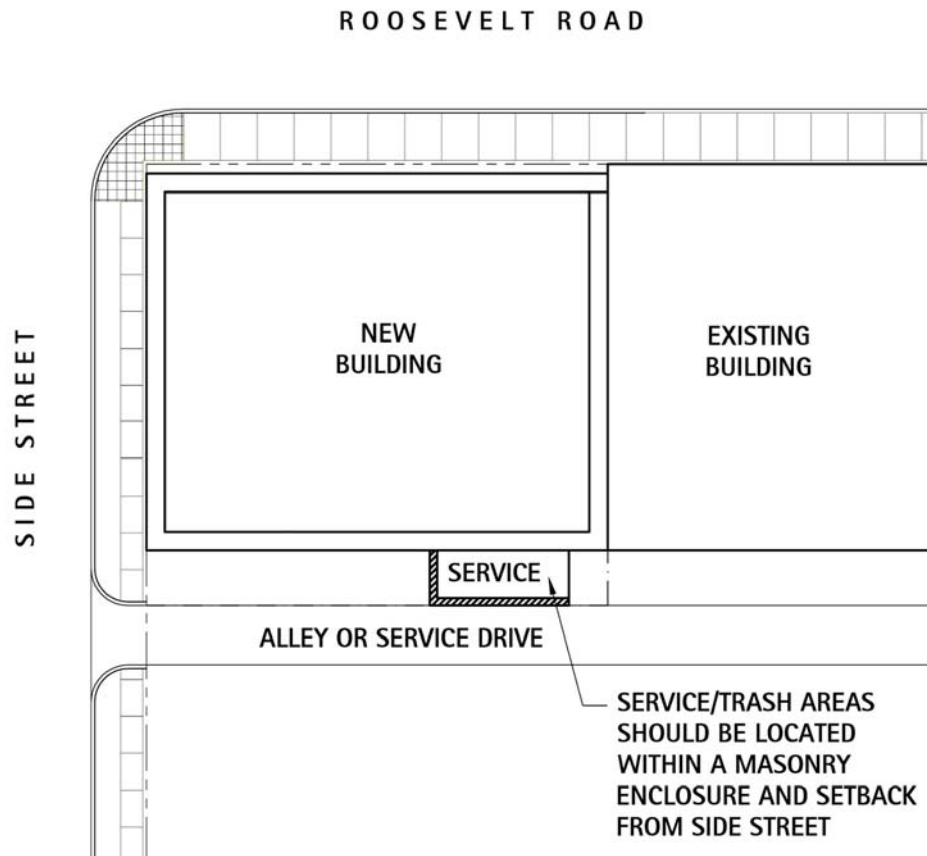 ROOSEVELT ROAD
SIDE STREET
NEW
BUILDING
EXISTING
BUILDING
SERVICE
ALLEY OR SERVICE DRIVE
SERVICE/TRASH AREAS
SHOULD BE LOCATED
WITHIN A MASONRY
ENCLOSURE AND SETBACK
FROM SIDE STREET